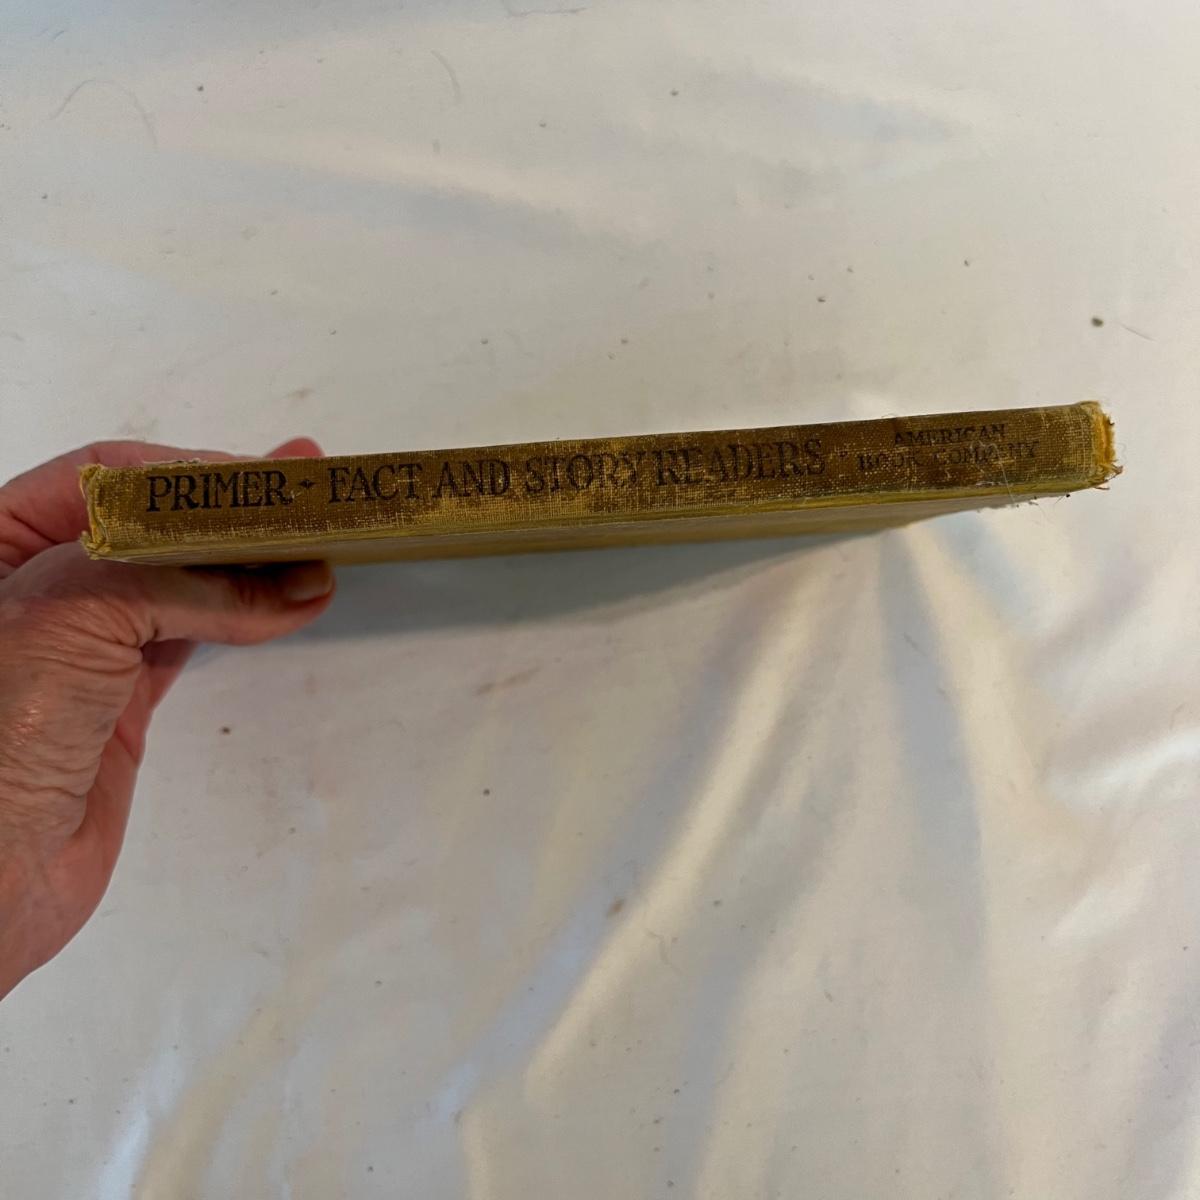 PRIMER · FACT AND STORY READERS ·
AMERICAN
BOOK COMPANY